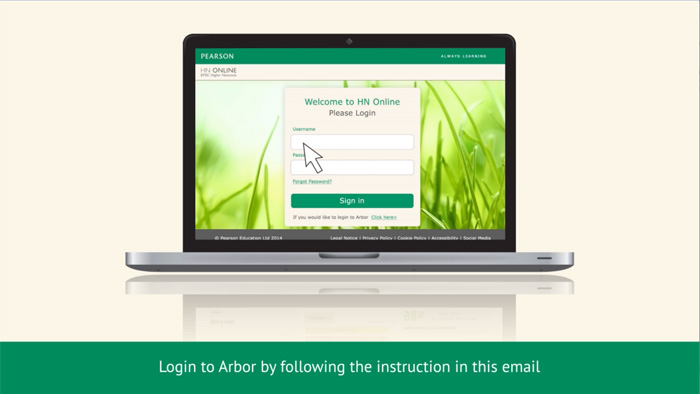 PEARSON
ALWAYS LEARNING
HN ONLINE
BTEC Higher Nationals
Welcome to HN Online
Please Login
Username
Passw
Forgot Password?
Sign in
If you would like to login to Arbor Click here>
© Pearson Education Ltd 2014
Legal Notice | Privacy Policy | Cookie Policy | Accessibility | Social Media
Login to Arbor by following the instruction in this email